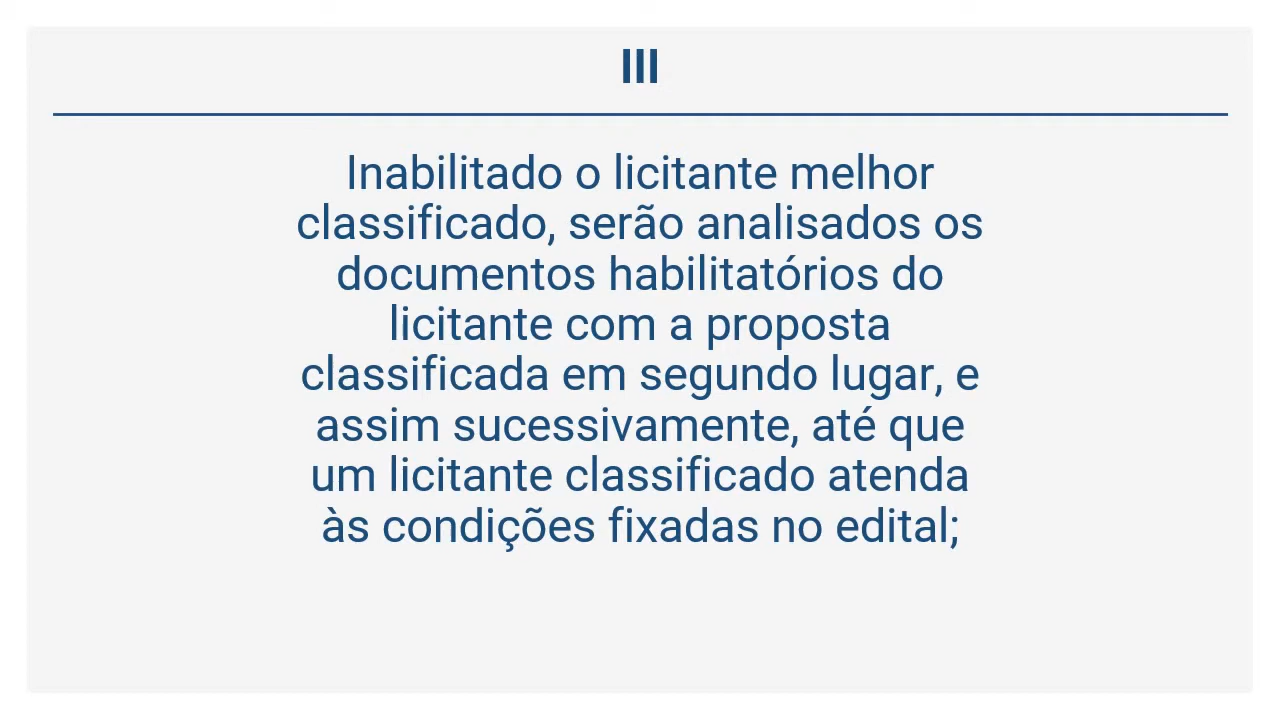 III
Inabilitado o licitante melhor
classificado, serão analisados os
documentos habilitatórios do
licitante com a proposta
classificada em segundo lugar, e
assim sucessivamente, até que
um licitante classificado atenda
às condições fixadas no edital;